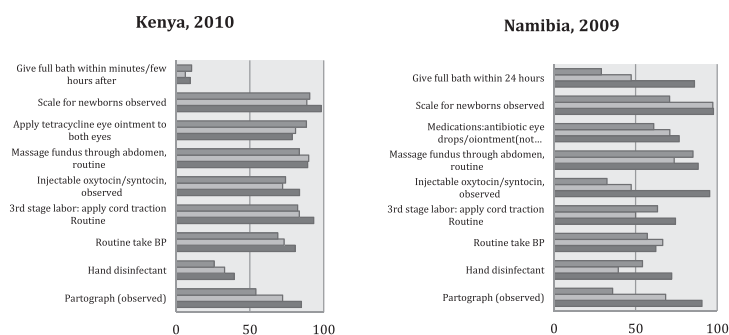 Kenya, 2010
Give full bath within minutes/few
hours after
Scale for newborns observed
Apply tetracycline eye ointment to
both eyes
Massage fundus through abdomen,
routine
Injectable oxytocin/syntocin,
observed
3rd stage labor: apply cord traction
Routine
Routine take BP
Hand disinfectant
Partograph (observed)
0 50 100
Namibia, 2009
Give full bath within 24 hours
Scale for newborns observed
Medications:antibiotic eye
drops/oiontment(not...
Massage fundus through abdomen,
routine
Injectable oxytocin/syntocin,
observed
3rd stage labor: apply cord traction
Routine
Routine take BP
Hand disinfectant
Partograph (observed)
0 50 100